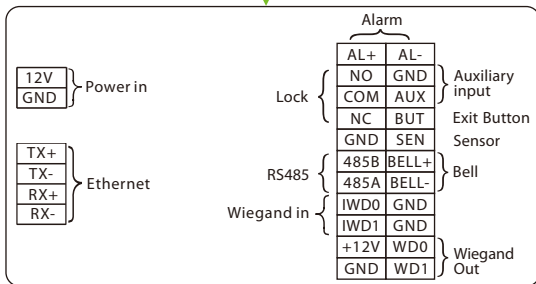 Alarm
AL+ AL-
NO GND
COM AUX
NC BUT
GND SEN
485B BELL+
485A BELL-
IWD0 GND
IWD1 GND
+12V WD0
GND WD1
Lock
RS485
Wiegand in
Auxiliary
input
Exit Button
Sensor
Bell
Wiegand
Out
12V
GND
Power in
TX+
TX-
RX+
RX-
Ethernet